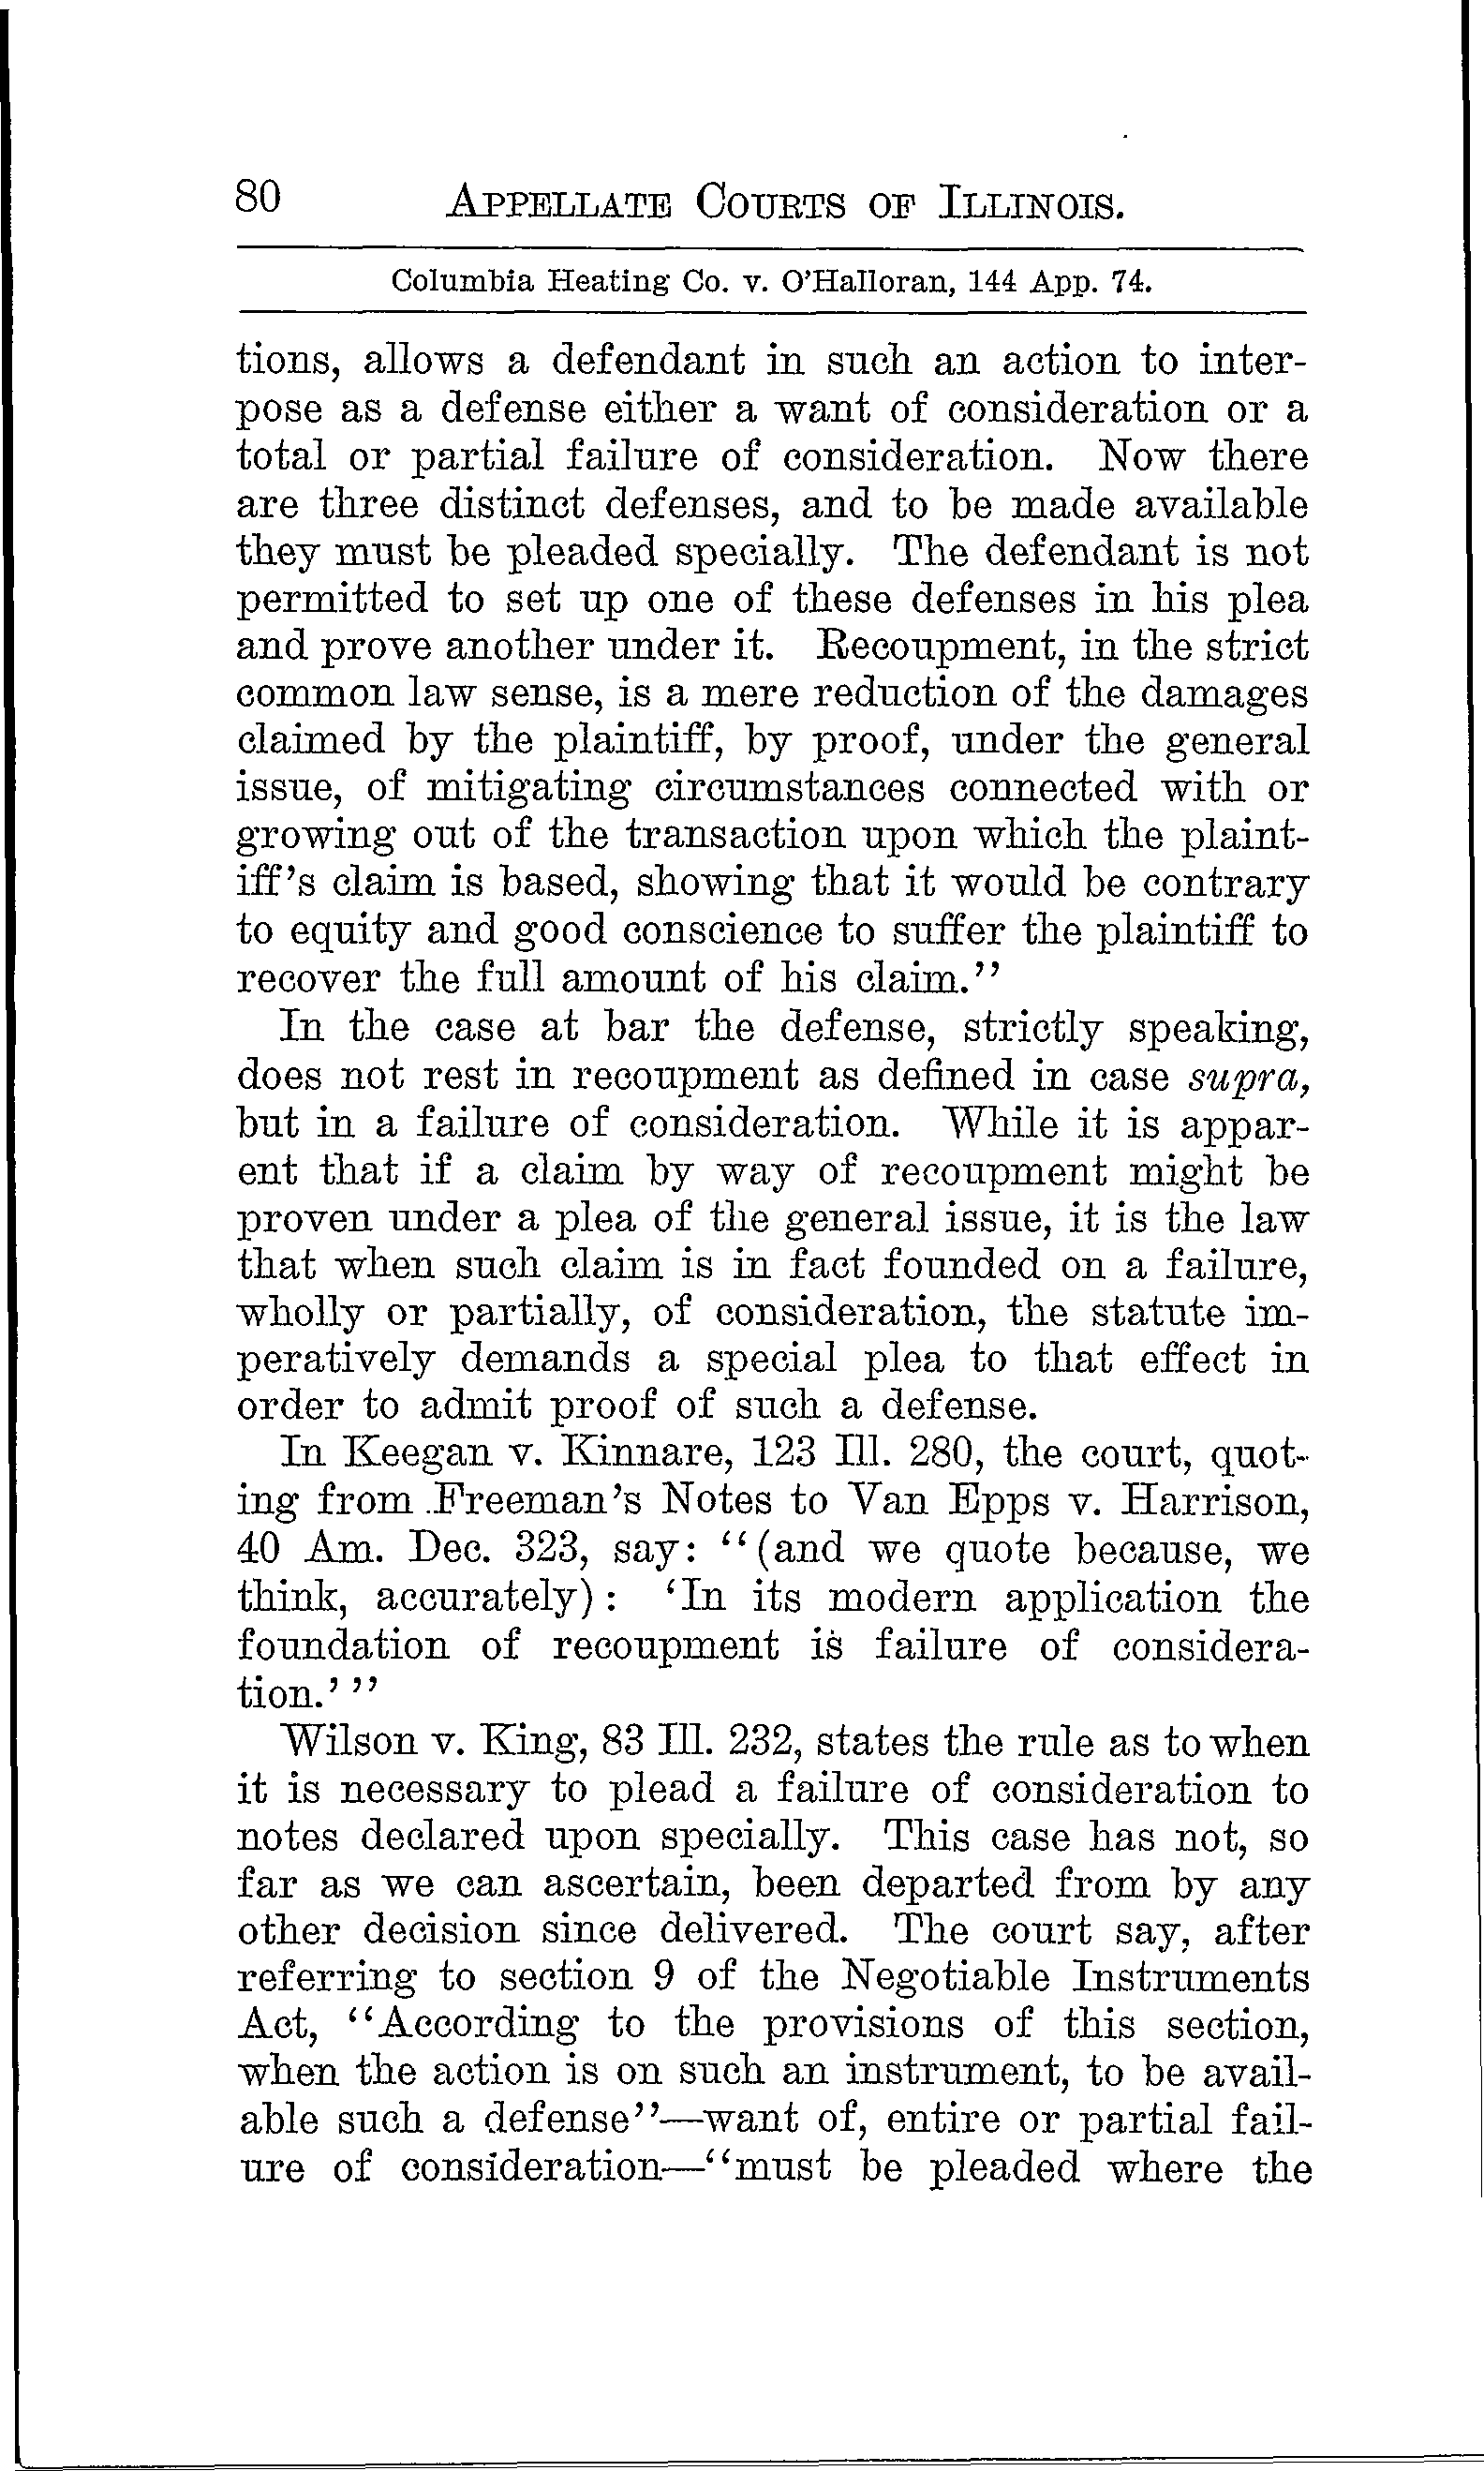 80 APPELLATE COURTS OF ILLINOIS.
Columbia Heating Co. v. O'Halloran, 144 App. 74.
tions, allows a defendant in such an action to inter-
pose as a defense either a want of consideration or a
total or partial failure of consideration. Now there
are three distinct defenses, and to be made available
they must be pleaded specially. The defendant is not
permitted to set up one of these defenses in his plea
and prove another under it. Recoupment, in the strict
common law sense, is a mere reduction of the damages
claimed by the plaintiff, by proof, under the general
issue, of mitigating circumstances connected with or
growing out of the transaction upon which the plaint-
iff's claim is based, showing that it would be contrary
to equity and good conscience to suffer the plaintiff to
recover the full amount of his claim.''
In the case at bar the defense, strictly speaking,
does not rest in recoupment as defined in case supra,
but in a failure of consideration. While it is appar-
ent that if a claim by way of recoupment might be
proven under a plea of the general issue, it is the law
that when such claim is in fact founded on a failure,
wholly or partially, of consideration, the statute im-
peratively demands a special plea to that effect in
order to admit proof of such a defense.
In Keegan v. Kinnare, 123 Ill. 280, the court, quot-
ing from Freeman's Notes to Van Epps v. Harrison,
40 Am. Dec. 323, say: ''(and we quote because, we
think, accurately): 'In its modern application the
foundation of recoupment is failure of considera-
tion.' ''
Wilson v. King, 83 Ill. 232, states the rule as to when
it is necessary to plead a failure of consideration to
notes declared upon specially. This case has not, so
far as we can ascertain, been departed from by any
other decision since delivered. The court say, after
referring to section 9 of the Negotiable Instruments
Act, ''According to the provisions of this section,
when the action is on such an instrument, to be avail-
able such a defense''—want of, entire or partial fail-
ure of consideration—''must be pleaded where the